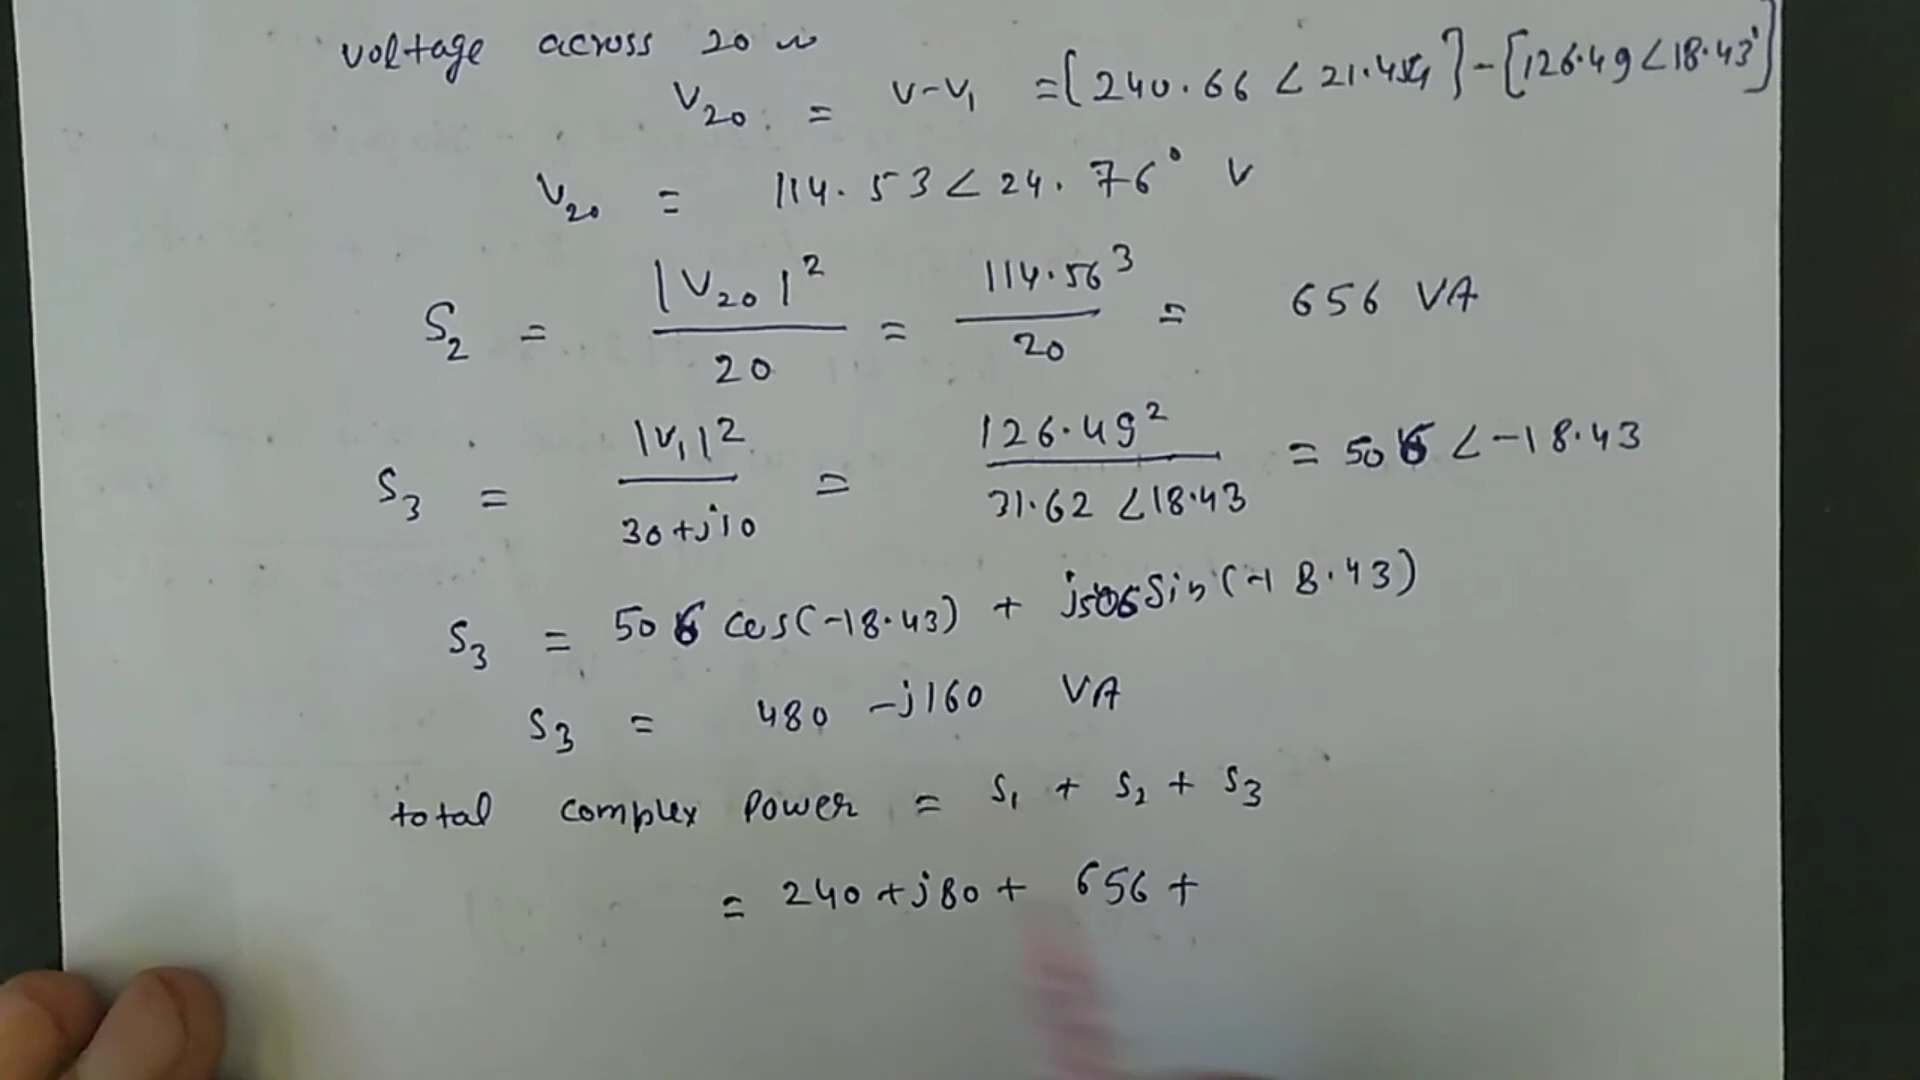 voltage across 20 ω
V₂₀ = V-V₁ = [240.66 ∠ 21.45] - [126.49 ∠18.43°]
V₂₀ = 114.53 ∠ 24.76° V
S₂ = |V₂₀|² / 20 = 114.56³ / 20 = 656 VA
S₃ = |V₁|² / 30+j10 = 126.49² / 31.62 ∠18.43 = 506 ∠-18.43
S₃ = 506 cos(-18.43) + j506 Sin(-18.43)
S₃ = 480 -j160 VA
total complex Power = S₁ + S₂ + S₃
= 240 + j80 + 656 +